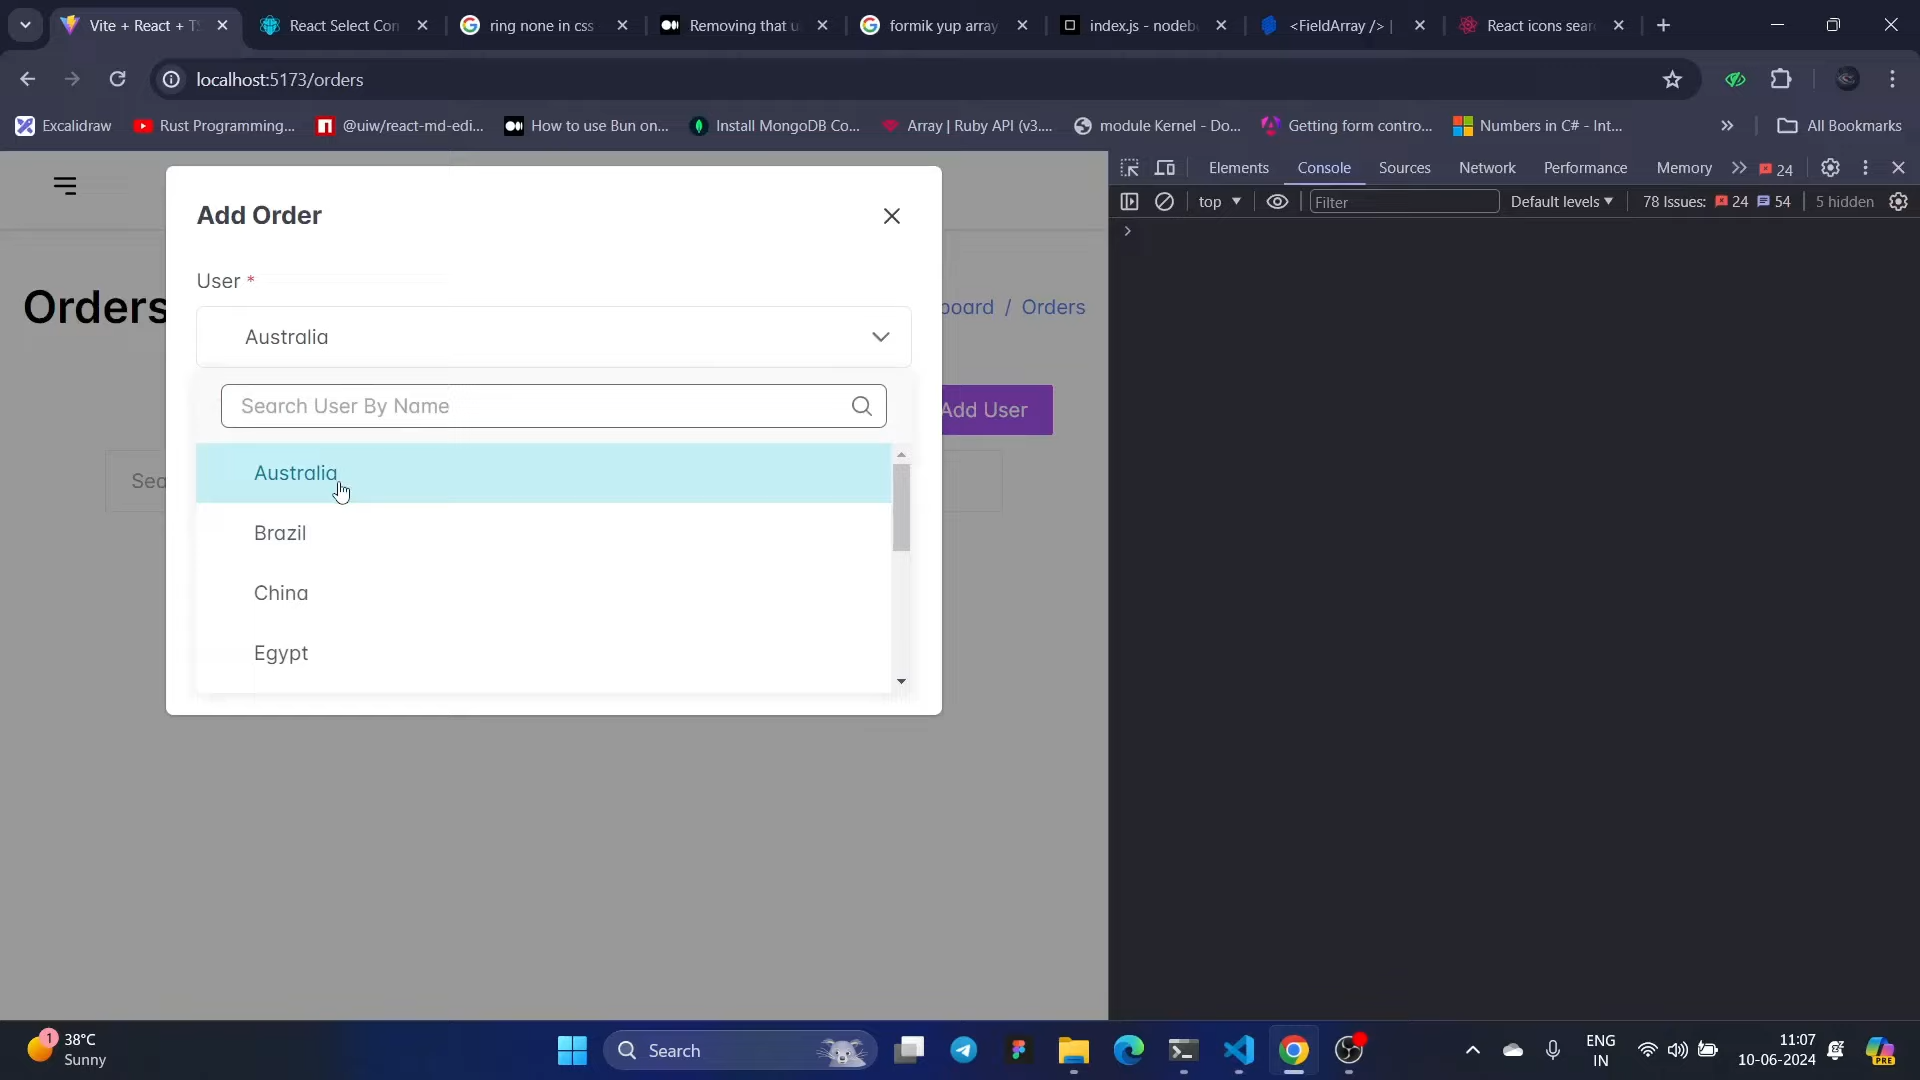 Vite + React + TS
React Select Con
ring none in css
Removing that u
formik yup array
index.js - nodeb
<FieldArray /> |
React icons sear
localhost:5173/orders
Excalidraw
Rust Programming...
@uiw/react-md-edi...
How to use Bun on...
Install MongoDB Co...
Array | Ruby API (v3....
module Kernel - Do...
Getting form contro...
Numbers in C# - Int...
All Bookmarks
Add Order
User *
Australia
Search User By Name
Australia
Brazil
China
Egypt
Orders
board / Orders
Add User
Sea
Elements
Console
Sources
Network
Performance
Memory
24
top
Filter
Default levels
78 Issues: 24 54
5 hidden
1
38°C
Sunny
Search
ENG
IN
11:07
10-06-2024
PRE